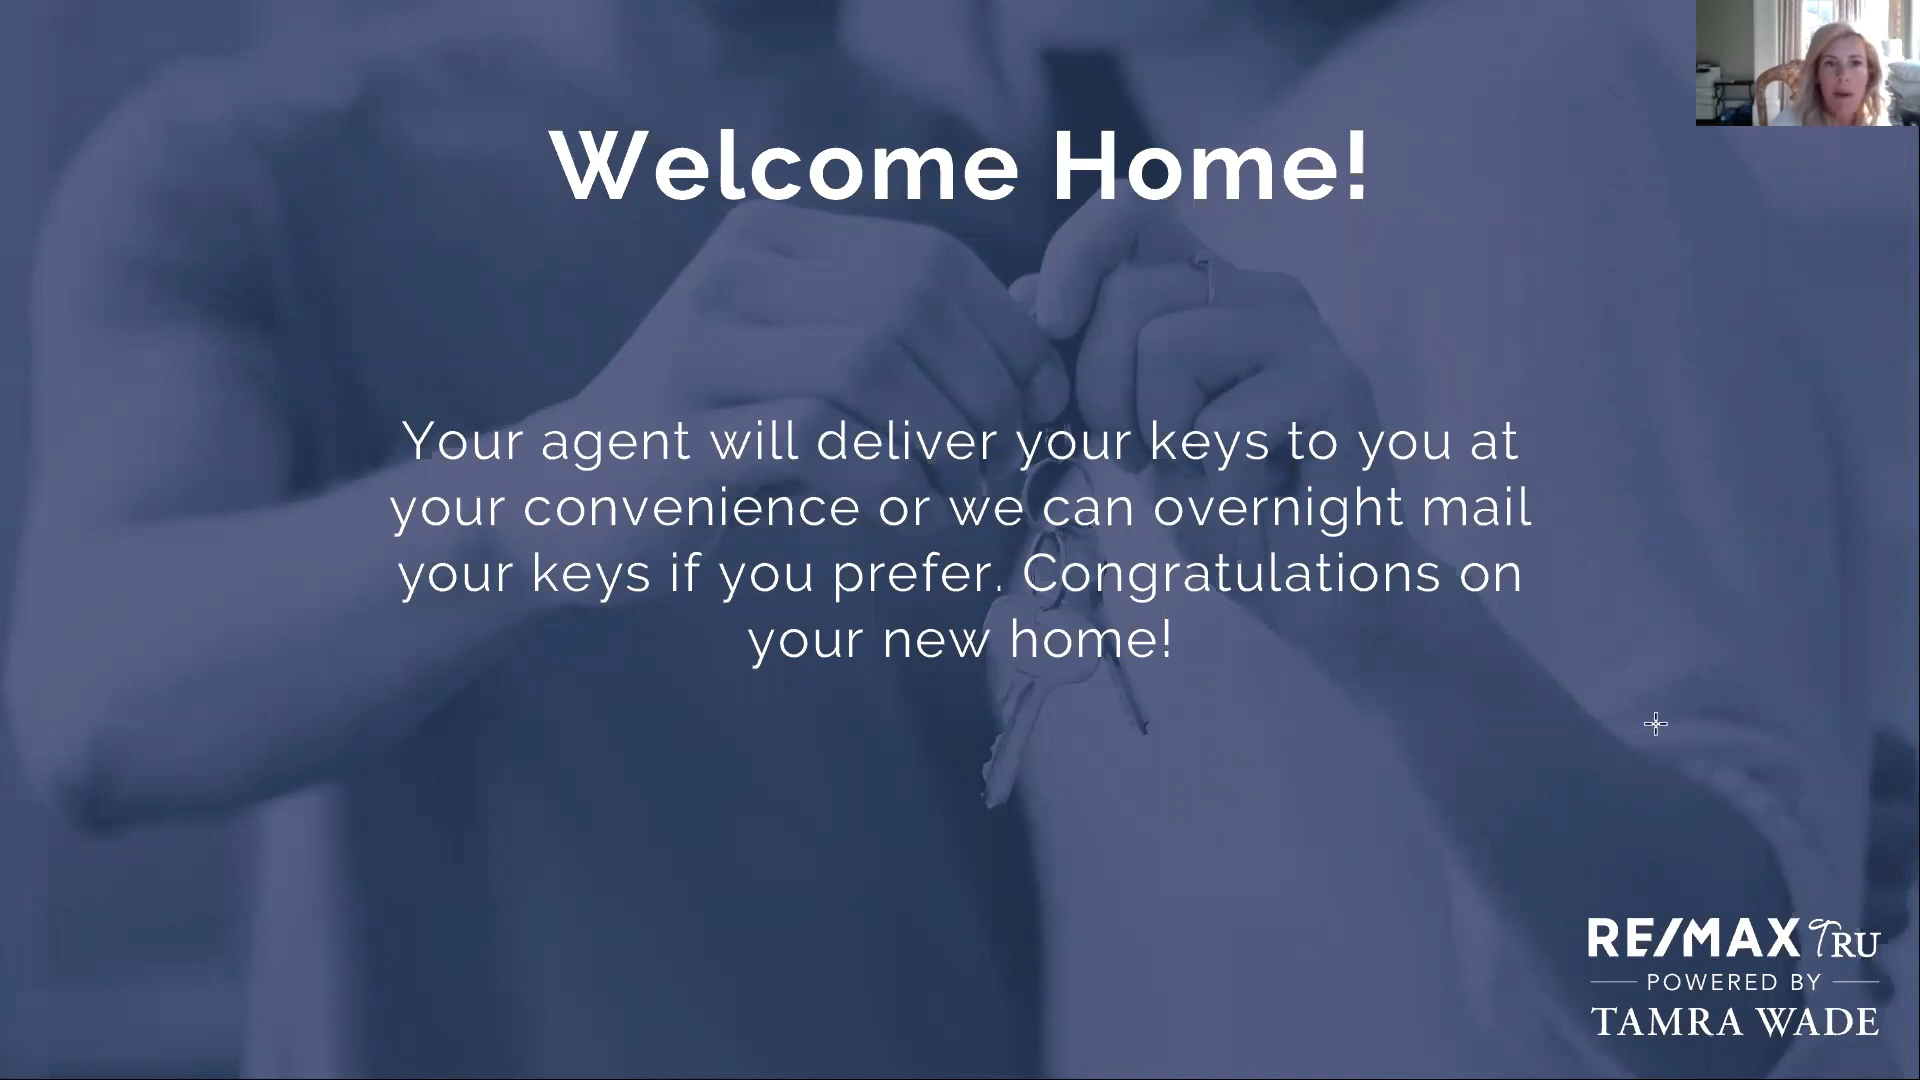 Welcome Home!
Your agent will deliver your keys to you at
your convenience or we can overnight mail
your keys if you prefer. Congratulations on
your new home!
RE/MAX TRU
POWERED BY
TAMRA WADE